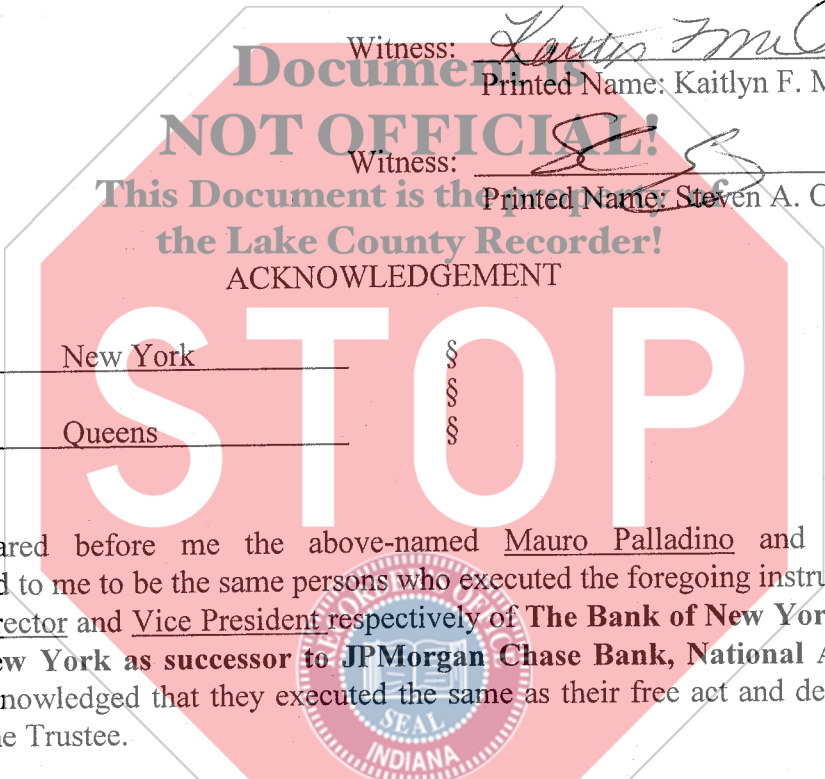 Witness:
Document is
Printed Name: Kaitlyn F. M
NOT OFFICIAL!
Witness:
This Document is the property of
Printed Name: Steven A. C
the Lake County Recorder!
ACKNOWLEDGEMENT
New York §
§
Queens §
STOP
ared before me the above-named Mauro Palladino and
d to me to be the same persons who executed the foregoing instru
rector and Vice President respectively of The Bank of New Yor
ew York as successor to JPMorgan Chase Bank, National A
nowledged that they executed the same as their free act and de
ne Trustee.
RECORDER'S OFFICE
SEAL
INDIANA